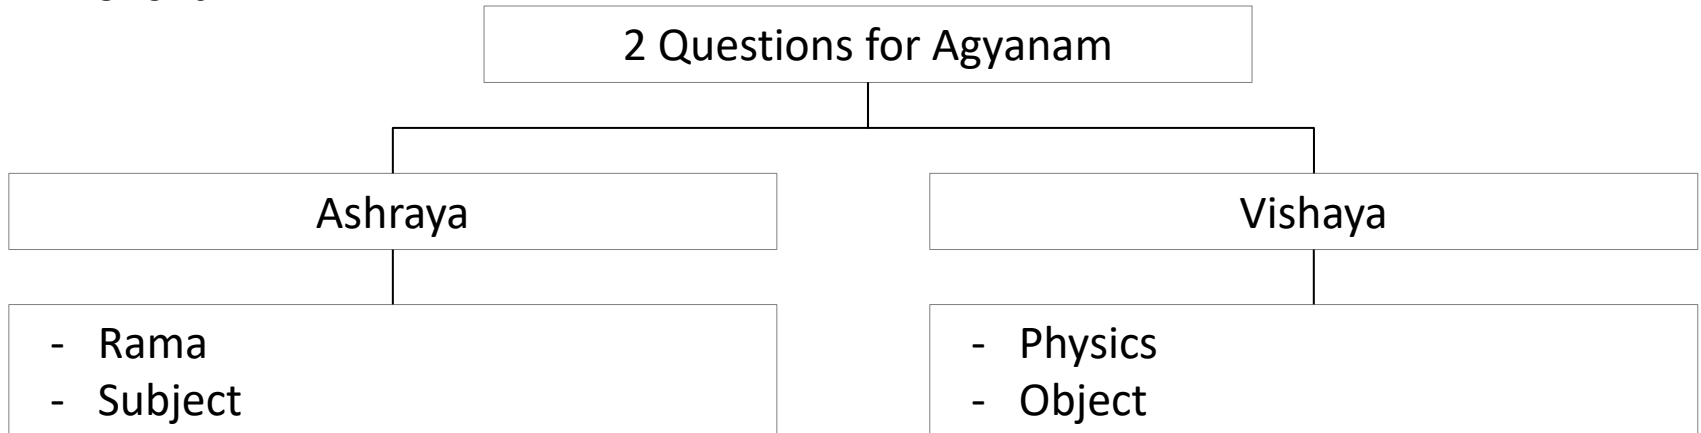 2 Questions for Agyanam
Ashraya
Vishaya
- Rama
- Subject
- Physics
- Object